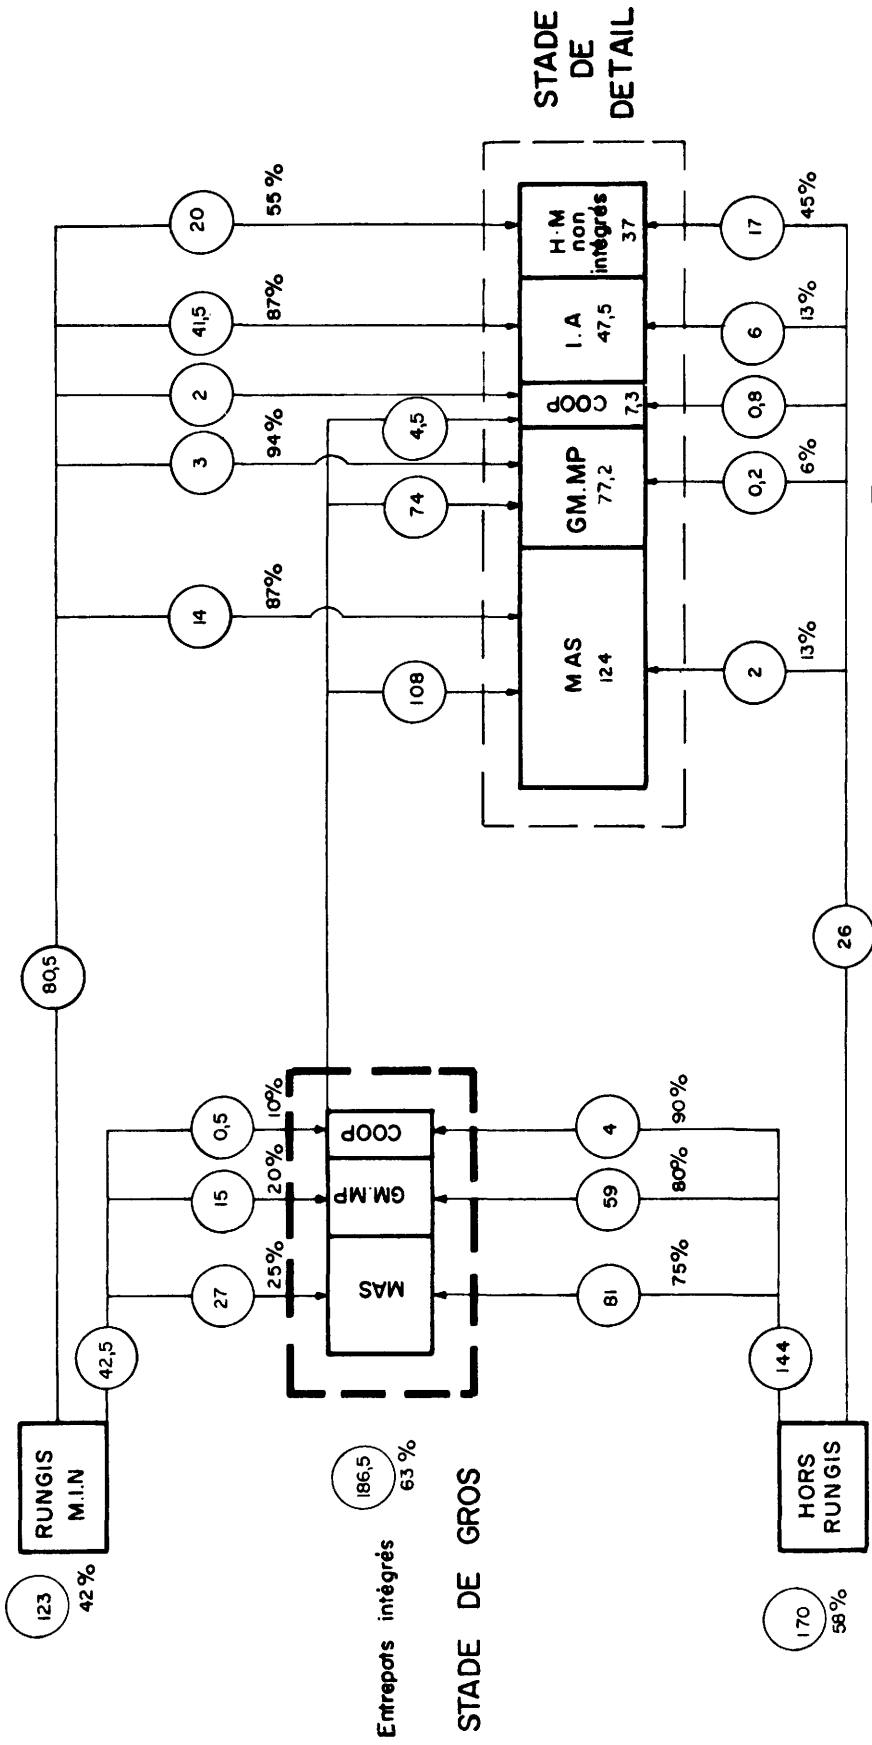 123
42%
RUNGIS
M.I.N
42,5
80,5
27
25%
15
20%
0,5
10%
14
87%
3
94%
2
41,5
87%
20
55%
Entrepots intégrés
186,5
63%
STADE DE GROS
MAS
GM.MP
COOP
108
74
4,5
MAS
124
GM.MP
77,2
COOP
7,3
I.A
47,5
H.M
non
intégrés
37
STADE
DE
DETAIL
81
75%
59
80%
4
90%
2
13%
0,2
6%
0,8
6
13%
17
45%
170
58%
HORS
RUNGIS
144
26